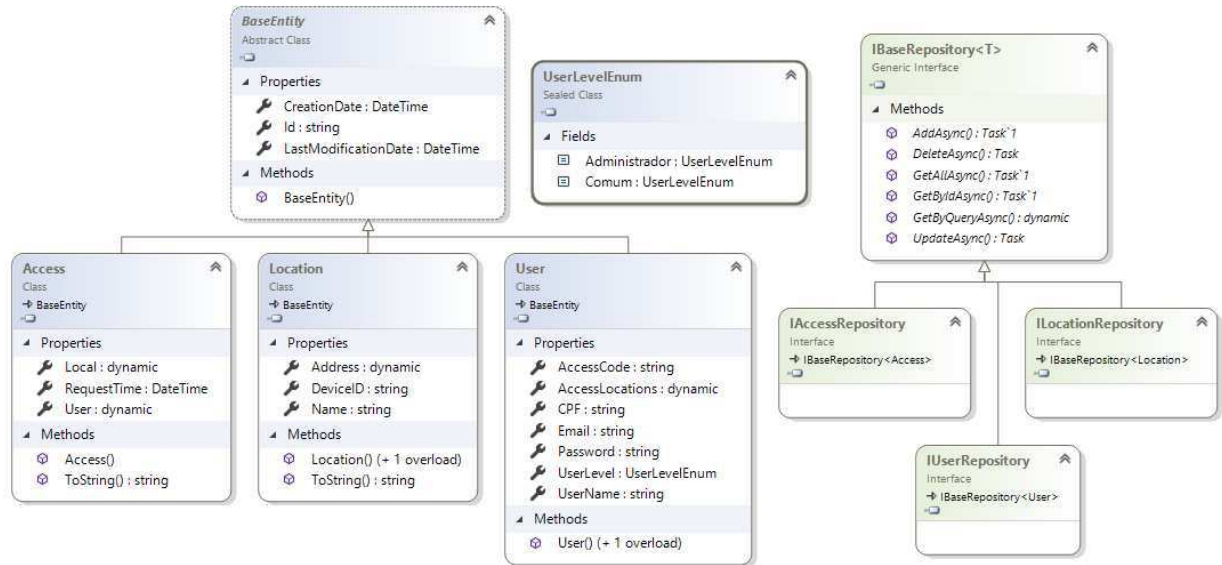 BaseEntity
Abstract Class
Properties
CreationDate : DateTime
Id : string
LastModificationDate : DateTime
Methods
BaseEntity()
UserLevelEnum
Sealed Class
Fields
Administrador : UserLevelEnum
Comum : UserLevelEnum
IBaseRepository<T>
Generic Interface
Methods
AddAsync() : Task`1
DeleteAsync() : Task
GetAllAsync() : Task`1
GetByIdAsync() : Task`1
GetByQueryAsync() : dynamic
UpdateAsync() : Task
Access
Class
BaseEntity
Properties
Local : dynamic
RequestTime : DateTime
User : dynamic
Methods
Access()
ToString() : string
Location
Class
BaseEntity
Properties
Address : dynamic
DeviceID : string
Name : string
Methods
Location() (+ 1 overload)
ToString() : string
User
Class
BaseEntity
Properties
AccessCode : string
AccessLocations : dynamic
CPF : string
Email : string
Password : string
UserLevel : UserLevelEnum
UserName : string
Methods
User() (+ 1 overload)
IAccessRepository
Interface
IBaseRepository<Access>
ILocationRepository
Interface
IBaseRepository<Location>
IUserRepository
Interface
IBaseRepository<User>